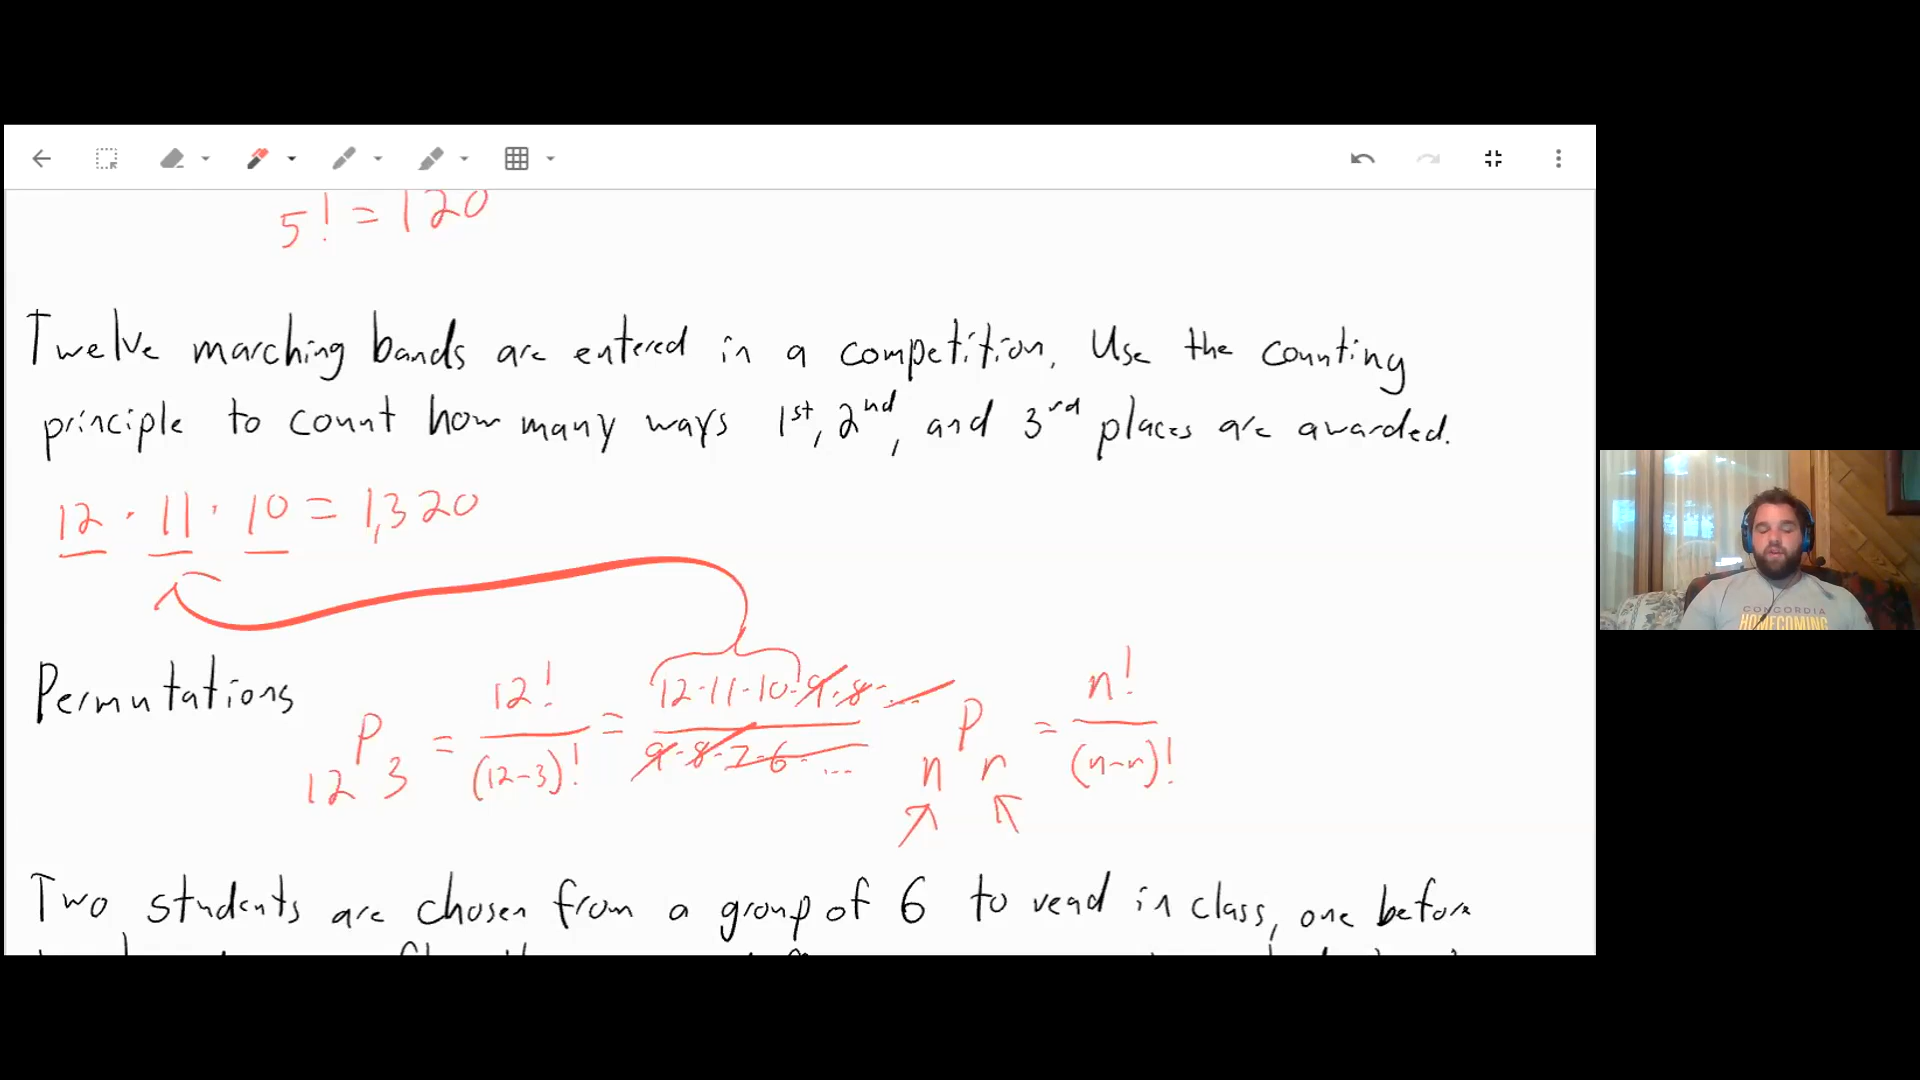 5! = 120
Twelve marching bands are entered in a competition. Use the counting
principle to count how many ways 1st, 2nd, and 3rd places are awarded.
12 · 11 · 10 = 1,320
Permutations
12P3 = 12!/(12-3)! = 12·11·10·9·8·.../9·8·7·6·...
nPr = n!/(n-r)!
Two students are chosen from a group of 6 to read in class, one before
CONCORDIA
HOMECOMING